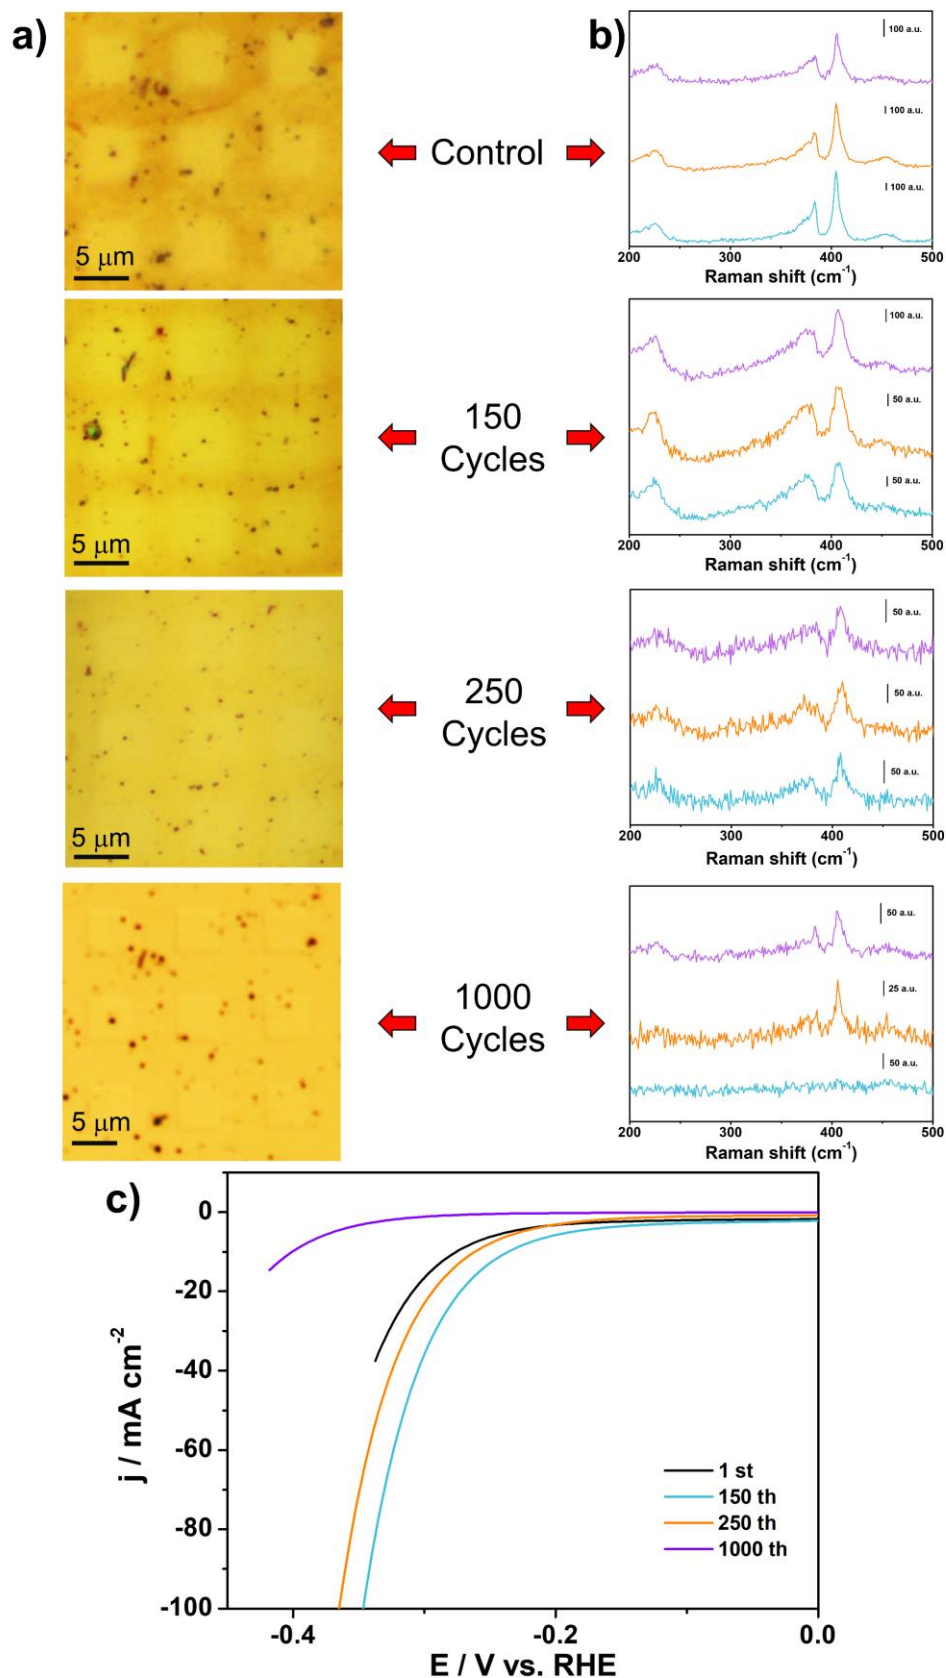 a)
b)
5 μm
Control
100 a.u.
100 a.u.
100 a.u.
200 300 400 500
Raman shift (cm⁻¹)
5 μm
150
Cycles
100 a.u.
50 a.u.
50 a.u.
200 300 400 500
Raman shift (cm⁻¹)
5 μm
250
Cycles
50 a.u.
50 a.u.
50 a.u.
200 300 400 500
Raman shift (cm⁻¹)
5 μm
1000
Cycles
50 a.u.
25 a.u.
50 a.u.
200 300 400 500
Raman shift (cm⁻¹)
c)
0
-20
-40
-60
-80
-100
j / mA cm⁻²
1 st
150 th
250 th
1000 th
-0.4 -0.2 0.0
E / V vs. RHE